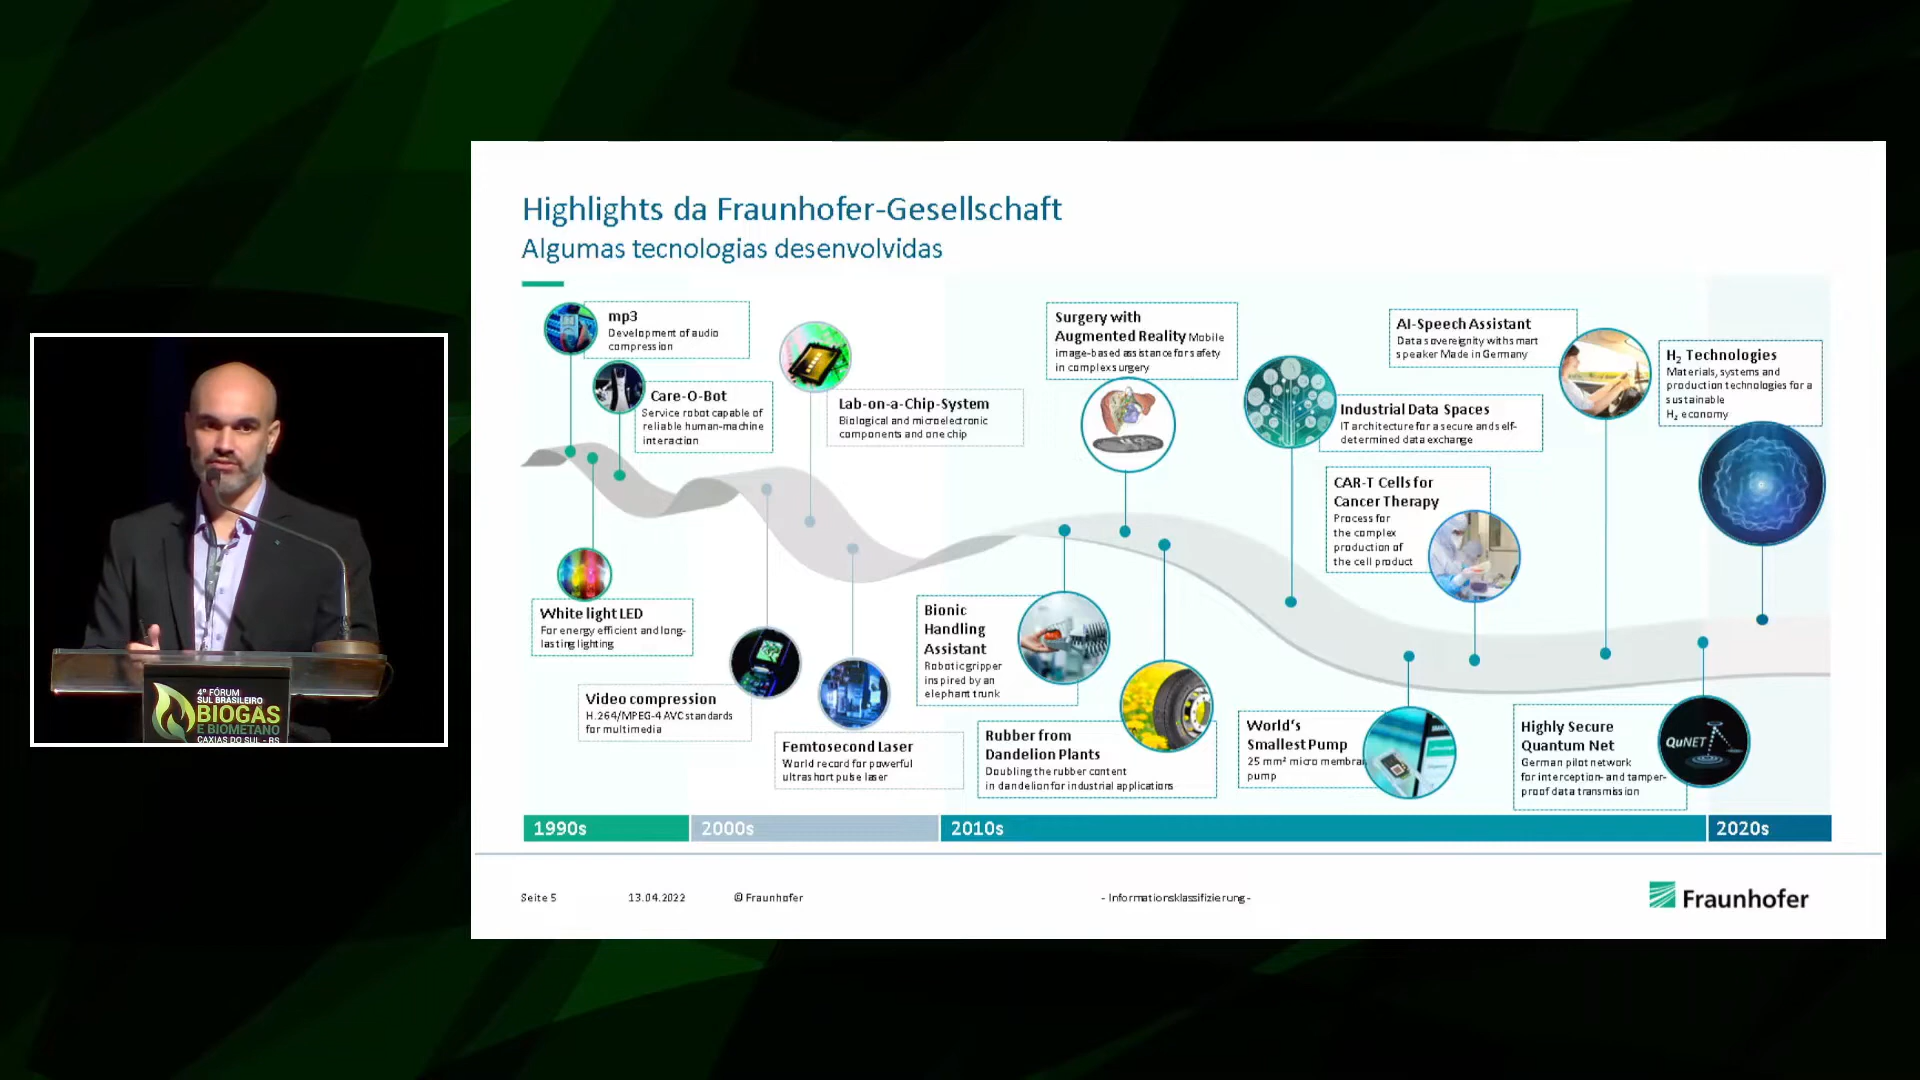 Highlights da Fraunhofer-Gesellschaft
Algumas tecnologias desenvolvidas
mp3
Development of audio
compression
Care-O-Bot
Service robot capable of
reliable human-machine
interaction
White light LED
For energy efficient and long-
lasting lighting
Lab-on-a-Chip-System
Biological and microelectronic
components and one chip
Video compression
H.264/MPEG-4 AVC standards
for multimedia
Femtosecond Laser
World record for powerful
ultrashort pulse laser
Surgery with
Augmented Reality Mobile
image-based assistance for safety
in complex surgery
Bionic
Handling
Assistant
Robotic gripper
inspired by an
elephant trunk
Rubber from
Dandelion Plants
Doubling the rubber content
in dandelion for industrial applications
Industrial Data Spaces
IT architecture for a secure and self-
determined data exchange
CAR-T Cells for
Cancer Therapy
Process for
the complex
production of
the cell product
World‘s
Smallest Pump
25 mm² micro membran
pump
AI-Speech Assistant
Data sovereignity with smart
speaker Made in Germany
Highly Secure
Quantum Net
German pilot network
for interception- and tamper-
proof data transmission
QuNET
H₂ Technologies
Materials, systems and
production technologies for a
sustainable
H₂ economy
1990s
2000s
2010s
2020s
Seite 5
13.04.2022
© Fraunhofer
- Informationsklassifizierung -
Fraunhofer
4º FÓRUM
SUL BRASILEIRO
BIOGÁS
E BIOMETANO
CAXIAS DO SUL - RS